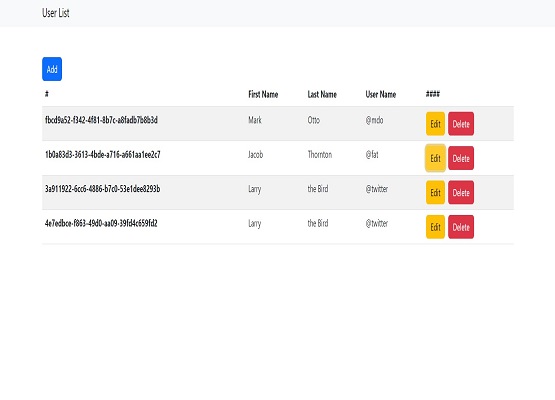 User List
Add
# First Name Last Name User Name ####
fbcd9a52-f342-4f81-8b7c-a8fadb7b8b3d Mark Otto @mdo Edit Delete
1b0a83d3-3613-4bde-a716-a661aa1ee2c7 Jacob Thornton @fat Edit Delete
3a911922-6cc6-4886-b7c0-53e1dee8293b Larry the Bird @twitter Edit Delete
4e7edbce-f863-49d0-aa09-39fd4c659fd2 Larry the Bird @twitter Edit Delete